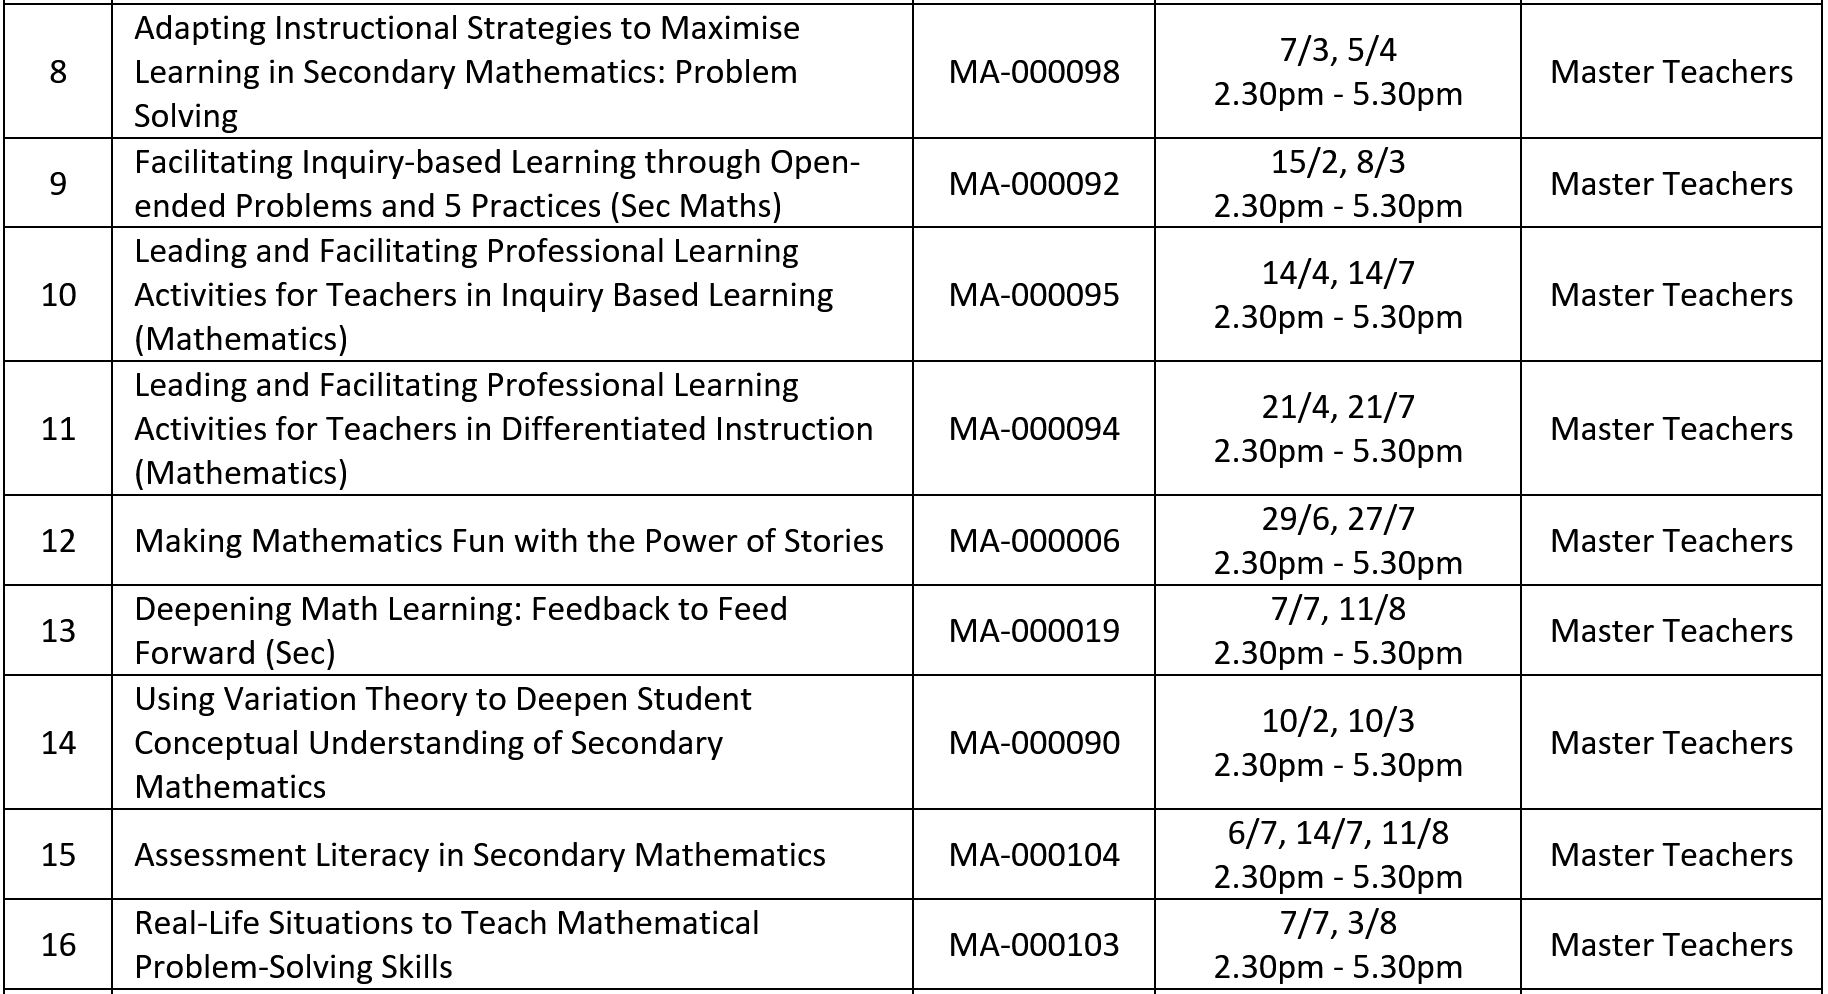 8
Adapting Instructional Strategies to Maximise
Learning in Secondary Mathematics: Problem
Solving
MA-000098
7/3, 5/4
2.30pm - 5.30pm
Master Teachers
9
Facilitating Inquiry-based Learning through Open-
ended Problems and 5 Practices (Sec Maths)
MA-000092
15/2, 8/3
2.30pm - 5.30pm
Master Teachers
10
Leading and Facilitating Professional Learning
Activities for Teachers in Inquiry Based Learning
(Mathematics)
MA-000095
14/4, 14/7
2.30pm - 5.30pm
Master Teachers
11
Leading and Facilitating Professional Learning
Activities for Teachers in Differentiated Instruction
(Mathematics)
MA-000094
21/4, 21/7
2.30pm - 5.30pm
Master Teachers
12
Making Mathematics Fun with the Power of Stories
MA-000006
29/6, 27/7
2.30pm - 5.30pm
Master Teachers
13
Deepening Math Learning: Feedback to Feed
Forward (Sec)
MA-000019
7/7, 11/8
2.30pm - 5.30pm
Master Teachers
14
Using Variation Theory to Deepen Student
Conceptual Understanding of Secondary
Mathematics
MA-000090
10/2, 10/3
2.30pm - 5.30pm
Master Teachers
15
Assessment Literacy in Secondary Mathematics
MA-000104
6/7, 14/7, 11/8
2.30pm - 5.30pm
Master Teachers
16
Real-Life Situations to Teach Mathematical
Problem-Solving Skills
MA-000103
7/7, 3/8
2.30pm - 5.30pm
Master Teachers